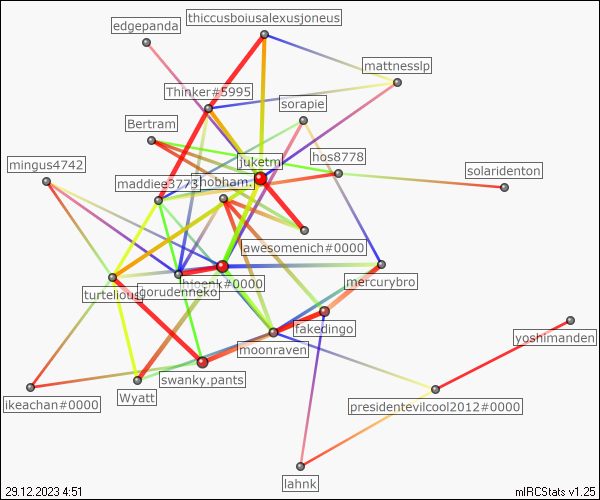 thiccusboiusalexusjoneus
edgepanda
mattnesslp
Thinker#5995
sorapie
Bertram
juketm
hos8778
mingus4742
solaridenton
maddiee3773
hobham.
awesomenich#0000
mercurybro
bjoenk#0000
gorudenneko
turtelious
fakedingo
yoshimanden
moonraven
swanky.pants
Wyatt
ikeachan#0000
presidentevilcool2012#0000
lahnk
29.12.2023 4:51
mIRCStats v1.25